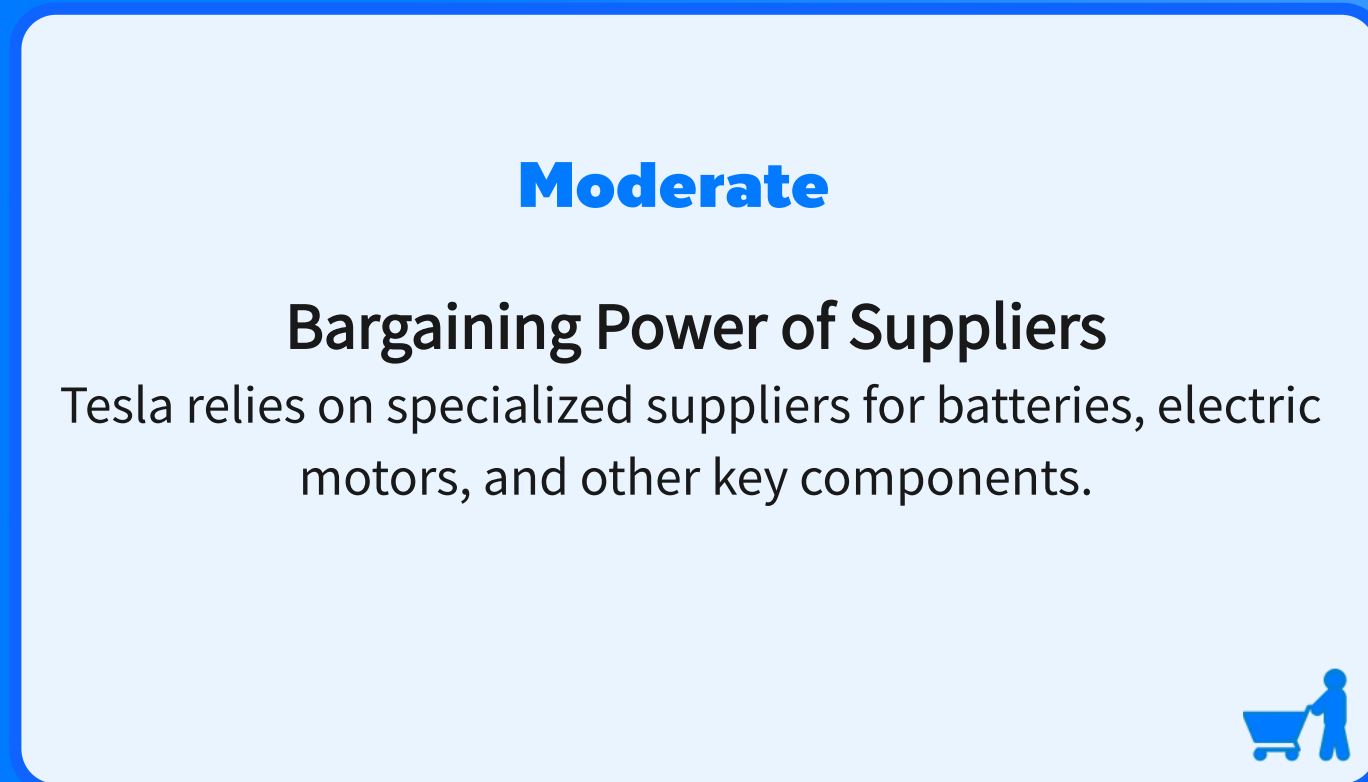 Moderate
Bargaining Power of Suppliers
Tesla relies on specialized suppliers for batteries, electric
motors, and other key components.